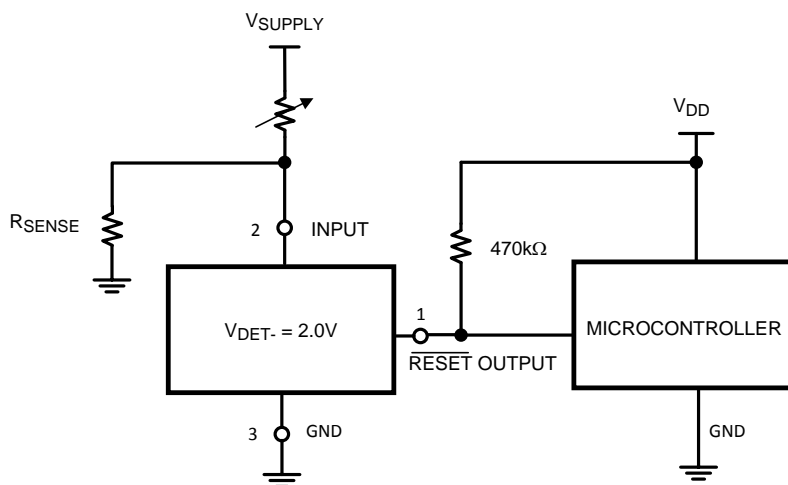 VSUPPLY
VDD
RSENSE
2 INPUT
470kΩ
VDET- = 2.0V
1
RESET OUTPUT
MICROCONTROLLER
3 GND
GND